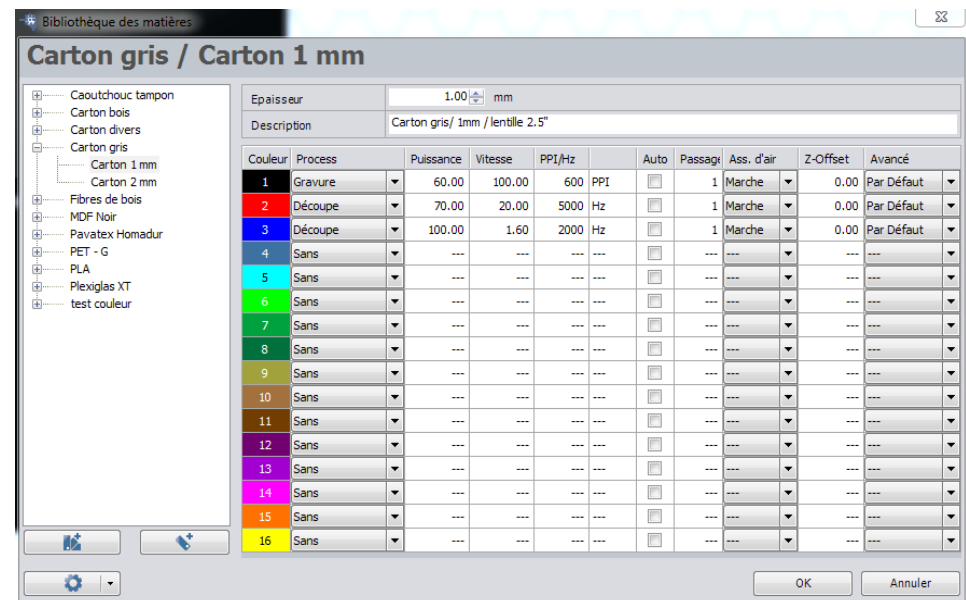 Bibliothèque des matières
Carton gris / Carton 1 mm
Caoutchouc tampon
Carton bois
Carton divers
Carton gris
Carton 1 mm
Carton 2 mm
Fibres de bois
MDF Noir
Pavatex Homadur
PET - G
PLA
Plexiglas XT
test couleur
Epaisseur 1.00 mm
Description Carton gris/ 1mm / lentille 2.5"
Couleur Process Puissance Vitesse PPI/Hz Auto Passage Ass. d'air Z-Offset Avancé
1 Gravure 60.00 100.00 600 PPI 1 Marche 0.00 Par Défaut
2 Découpe 70.00 20.00 5000 Hz 1 Marche 0.00 Par Défaut
3 Découpe 100.00 1.60 2000 Hz 1 Marche 0.00 Par Défaut
4 Sans --- --- --- --- --- --- --- ---
5 Sans --- --- --- --- --- --- --- ---
6 Sans --- --- --- --- --- --- --- ---
7 Sans --- --- --- --- --- --- --- ---
8 Sans --- --- --- --- --- --- --- ---
9 Sans --- --- --- --- --- --- --- ---
10 Sans --- --- --- --- --- --- --- ---
11 Sans --- --- --- --- --- --- --- ---
12 Sans --- --- --- --- --- --- --- ---
13 Sans --- --- --- --- --- --- --- ---
14 Sans --- --- --- --- --- --- --- ---
15 Sans --- --- --- --- --- --- --- ---
16 Sans --- --- --- --- --- --- --- ---
OK Annuler